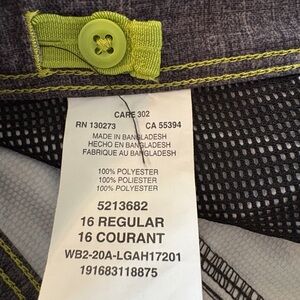 CARE 302
RN 130273 CA 55394
MADE IN BANGLADESH
HECHO EN BANGLADESH
FABRIQUE AU BANGLADESH
100% POLYESTER
100% POLIESTER
100% POLYESTER
5213682
16 REGULAR
16 COURANT
WB2-20A-LGAH17201
191683118875